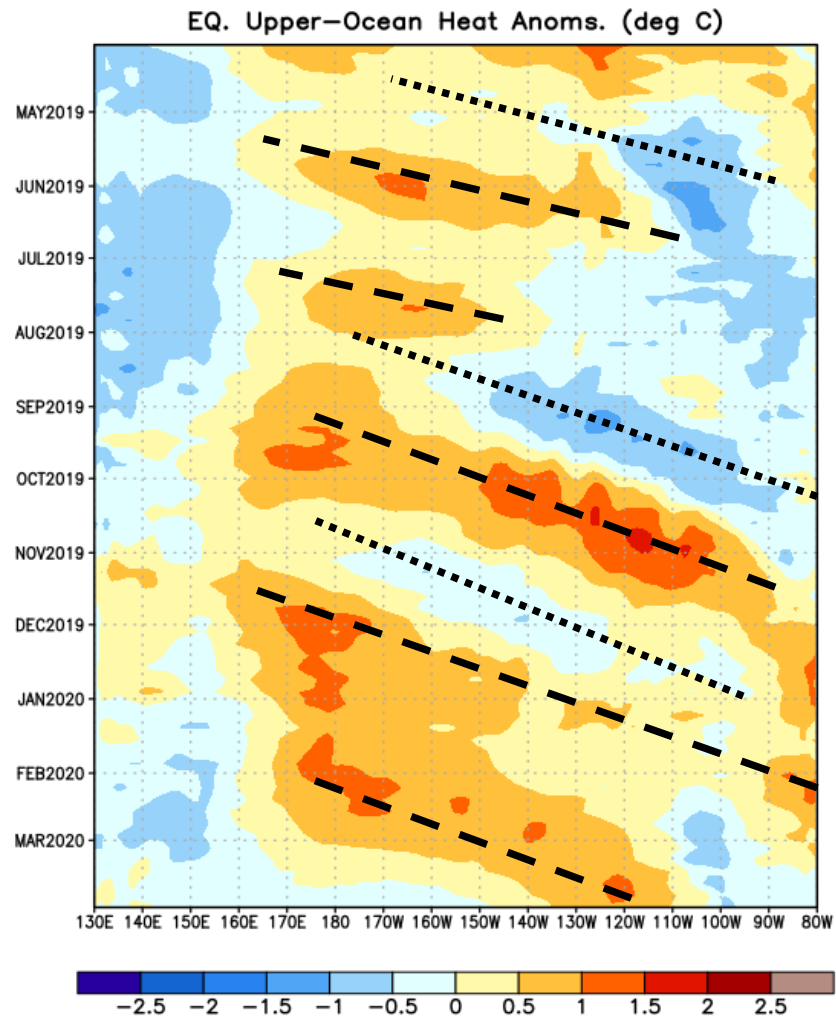 EQ. Upper-Ocean Heat Anoms. (deg C)
MAY2019
JUN2019
JUL2019
AUG2019
SEP2019
OCT2019
NOV2019
DEC2019
JAN2020
FEB2020
MAR2020
130E 140E 150E 160E 170E 180 170W 160W 150W 140W 130W 120W 110W 100W 90W 80W
-2.5 -2 -1.5 -1 -0.5 0 0.5 1 1.5 2 2.5